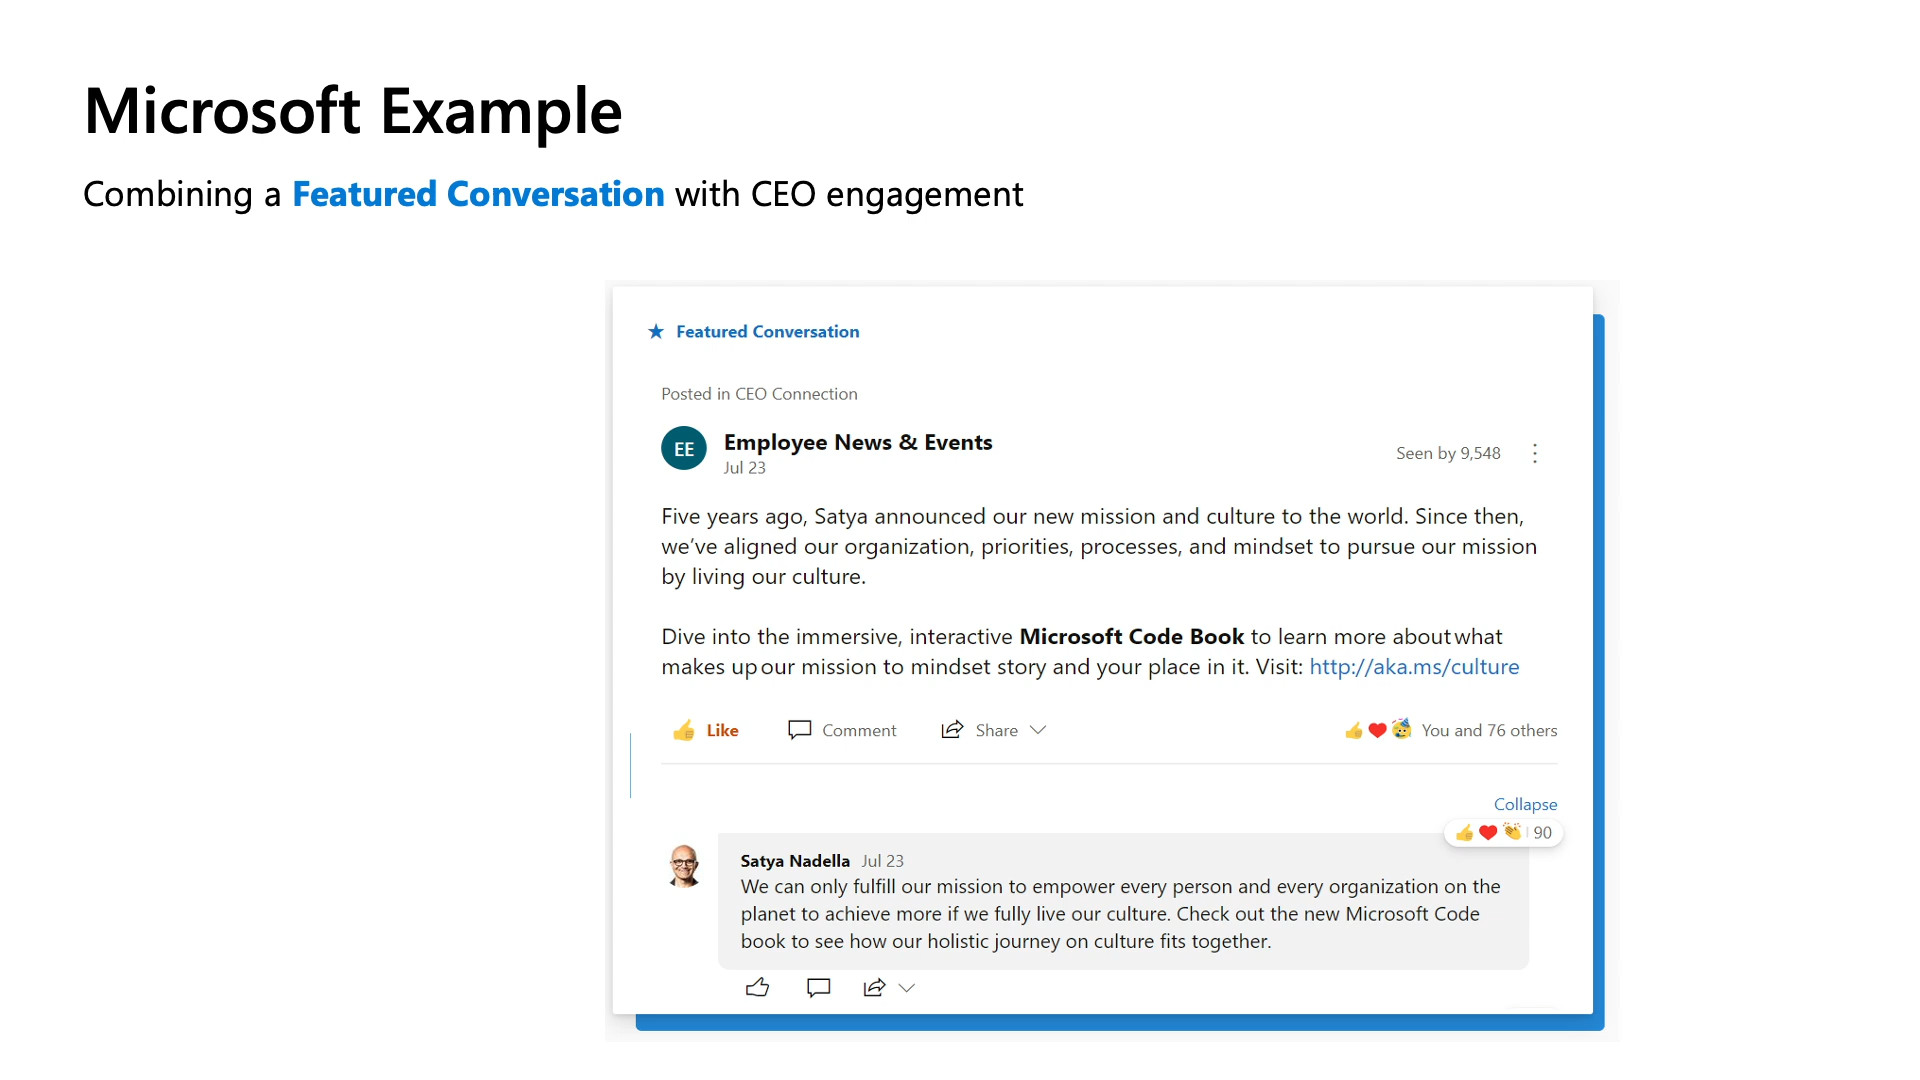 Microsoft Example
Combining a Featured Conversation with CEO engagement
★ Featured Conversation
Posted in CEO Connection
EE
Employee News & Events
Jul 23
Seen by 9,548
Five years ago, Satya announced our new mission and culture to the world. Since then,
we've aligned our organization, priorities, processes, and mindset to pursue our mission
by living our culture.
Dive into the immersive, interactive Microsoft Code Book to learn more about what
makes up our mission to mindset story and your place in it. Visit: http://aka.ms/culture
Like Comment Share You and 76 others
Collapse
90
Satya Nadella Jul 23
We can only fulfill our mission to empower every person and every organization on the
planet to achieve more if we fully live our culture. Check out the new Microsoft Code
book to see how our holistic journey on culture fits together.